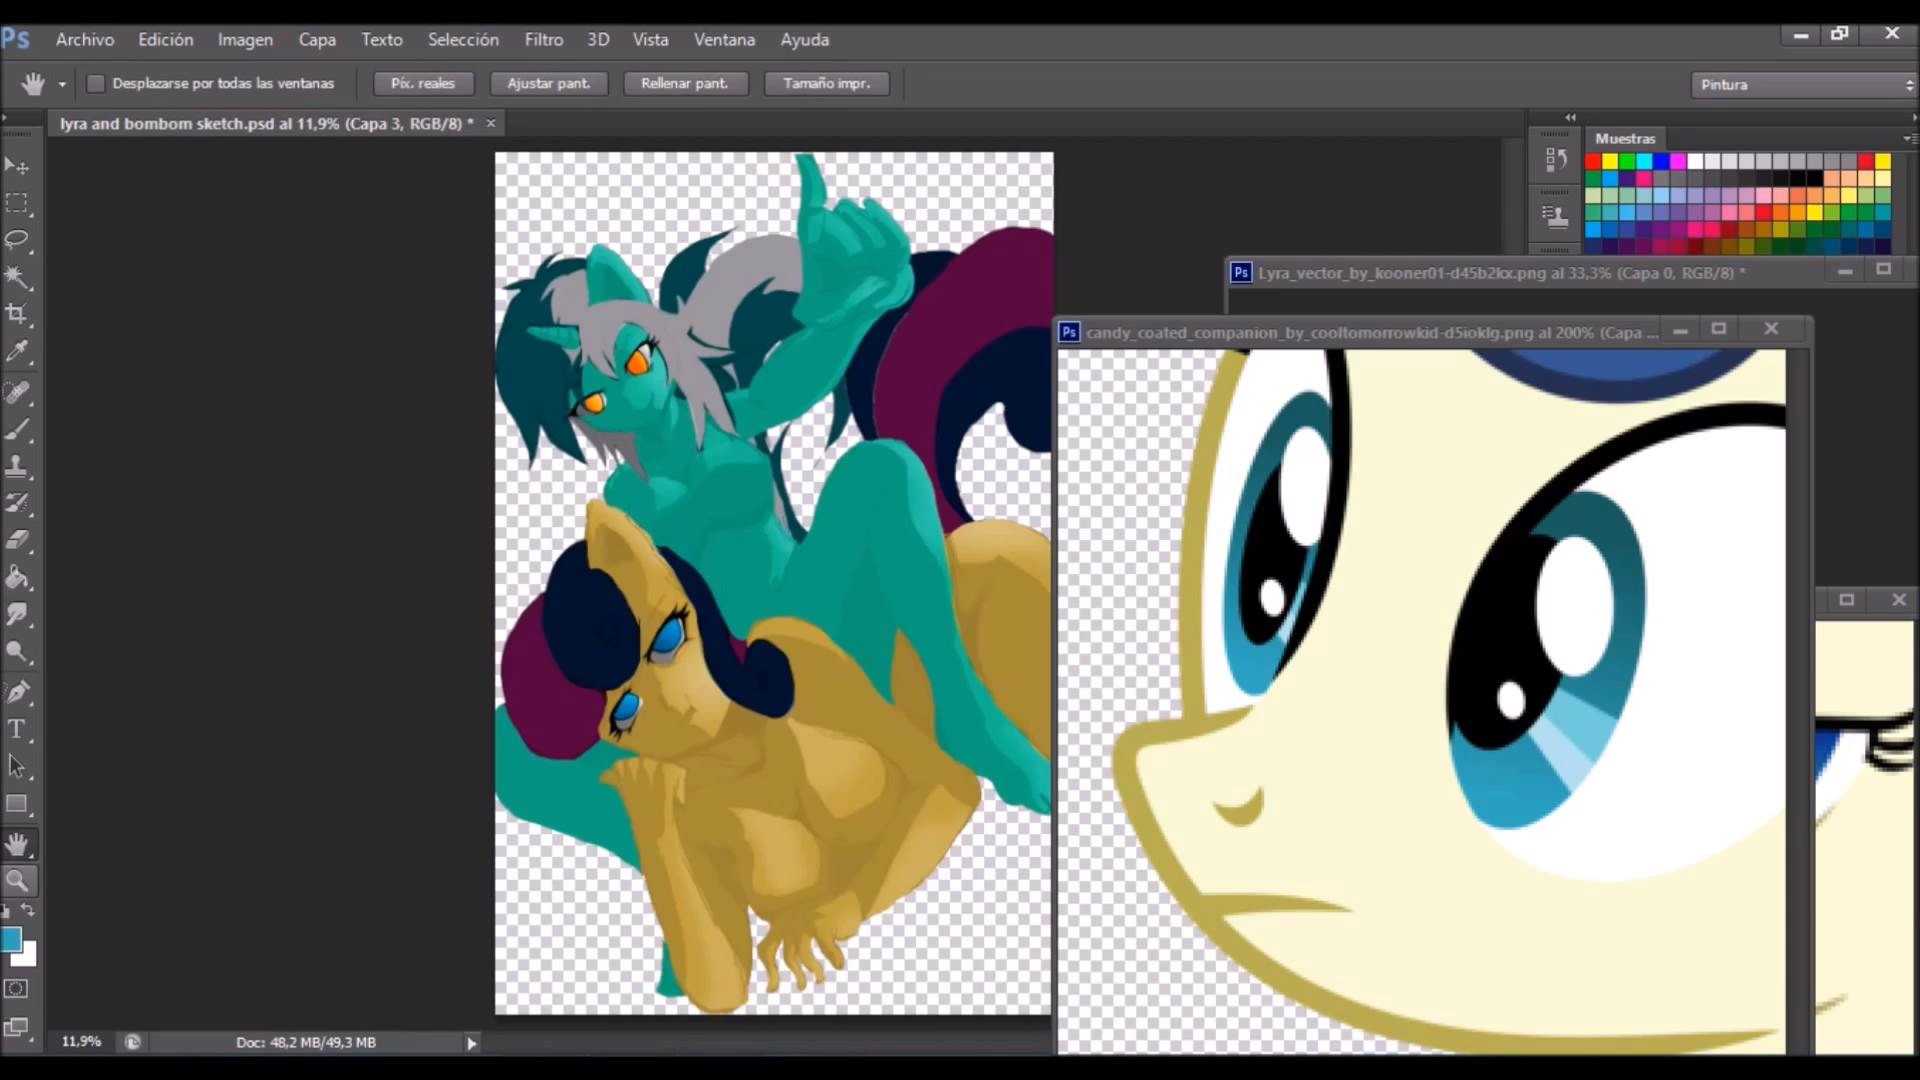 Ps Archivo Edición Imagen Capa Texto Selección Filtro 3D Vista Ventana Ayuda
Desplazarse por todas las ventanas Píx. reales Ajustar pant. Rellenar pant. Tamaño impr. Pintura
lyra and bombom sketch.psd al 11,9% (Capa 3, RGB/8) *
Muestras
Ps Lyra_vector_by_kooner01-d45b2kx.png al 33,3% (Capa 0, RGB/8) *
Ps candy_coated_companion_by_cooltomorrowkid-d5ioklg.png al 200% (Capa ...
T
11,9% Doc: 48,2 MB/49,3 MB